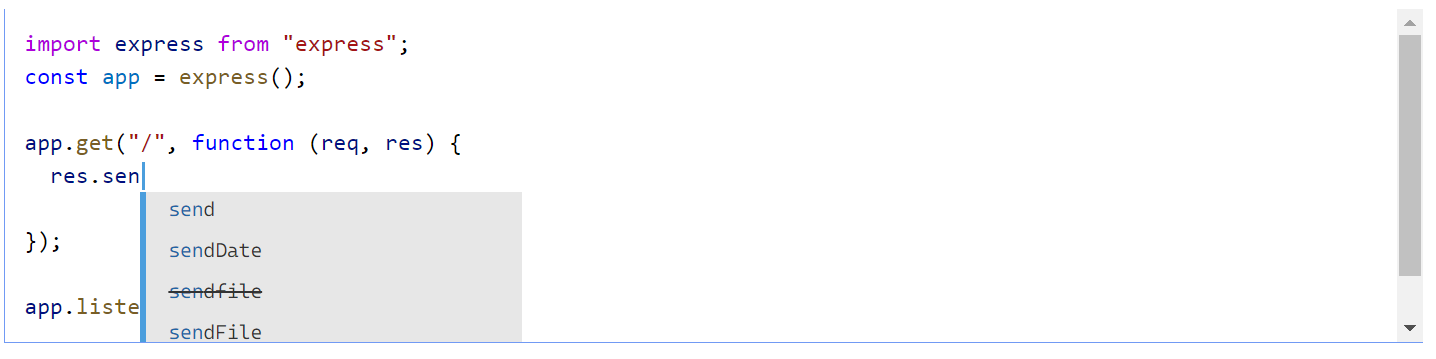 import express from "express";
const app = express();
app.get("/", function (req, res) {
  res.sen
send
sendDate
sendfile
sendFile
});
app.liste